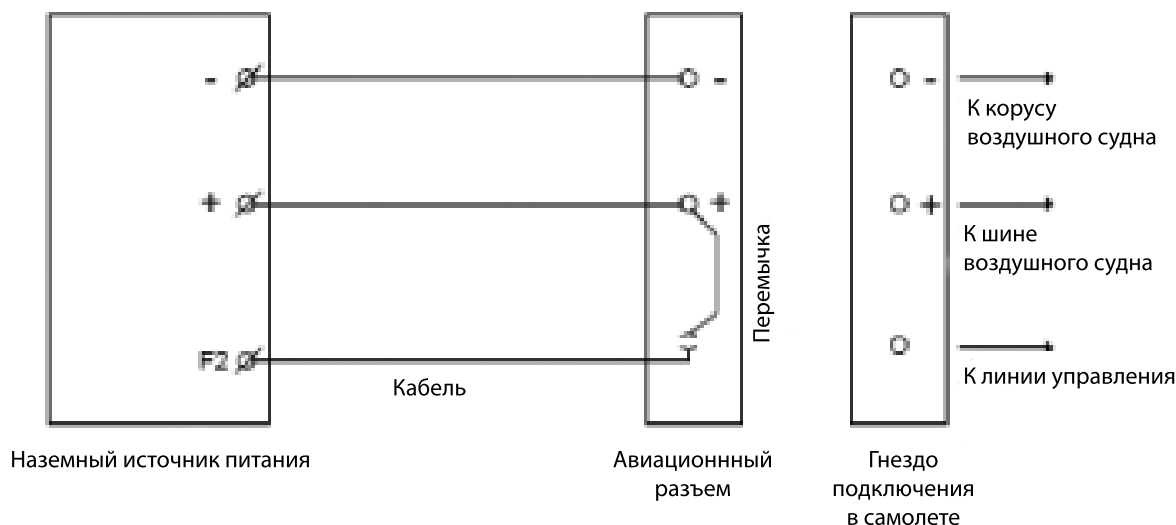 -
-
-
К корусу
воздушного судна
+
+
+
К шине
воздушного судна
Перемычка
F2
Кабель
К линии управления
Наземный источник питания
Авиационнный
разъем
Гнездо
подключения
в самолете